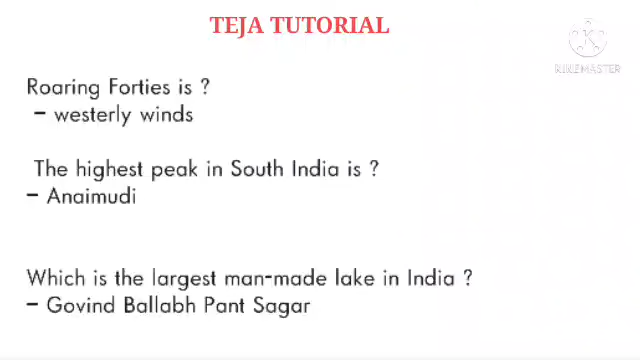 TEJA TUTORIAL
KINEMASTER
Roaring Forties is ?
– westerly winds
The highest peak in South India is ?
– Anaimudi
Which is the largest man-made lake in India ?
– Govind Ballabh Pant Sagar